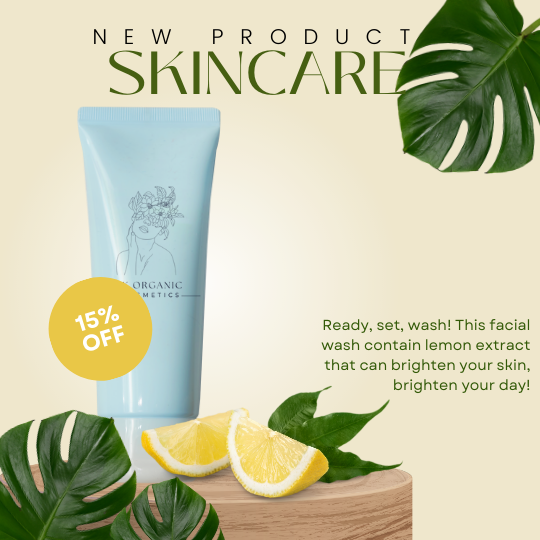 NEW PRODUCT
SKINCARE
ORGANIC
15%
OFF
Ready, set, wash! This facial
wash contain lemon extract
that can brighten your skin,
brighten your day!